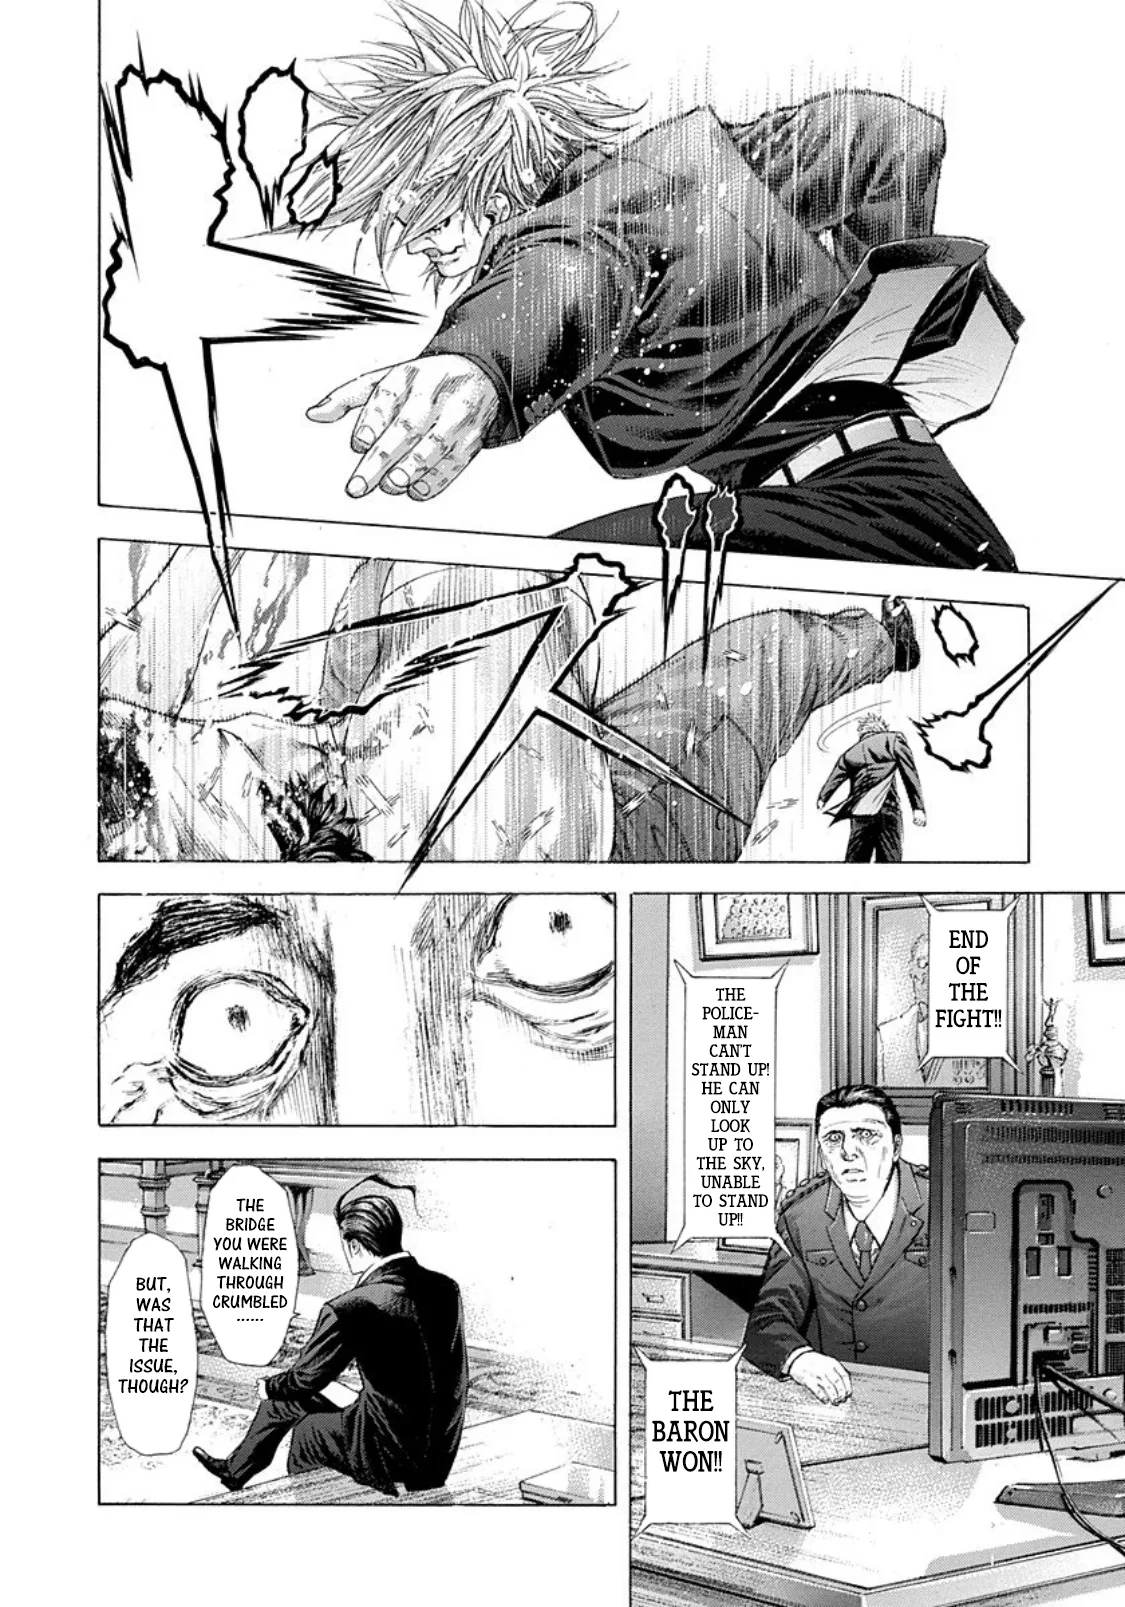 END
OF
THE
FIGHT!!
THE
POLICE-
MAN
CAN'T
STAND UP!
HE CAN
ONLY
LOOK
UP TO
THE SKY,
UNABLE
TO STAND
UP!!
THE
BARON
WON!!
THE
BRIDGE
YOU WERE
WALKING
THROUGH
CRUMBLED
......
BUT,
WAS
THAT
THE
ISSUE,
THOUGH?